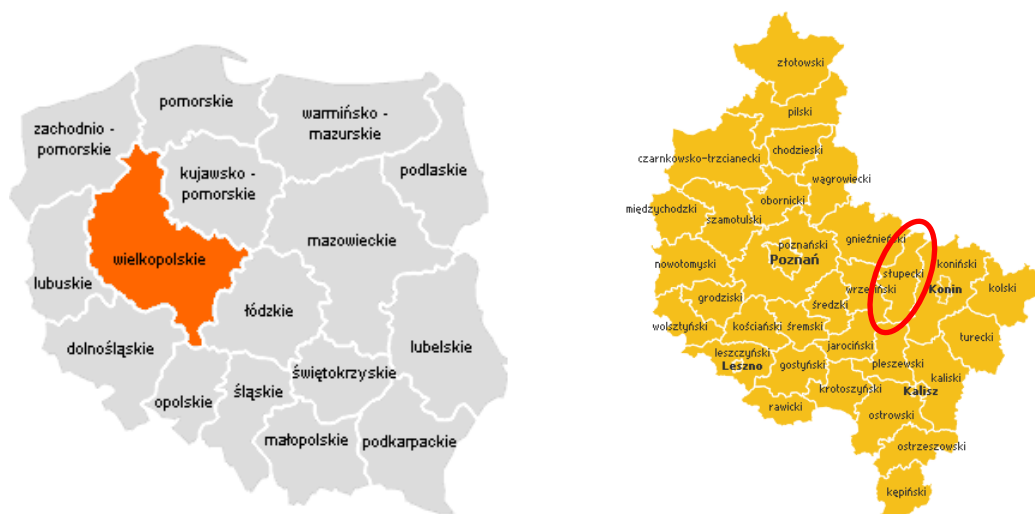 pomorskie
warmińsko -
mazurskie
zachodnio -
pomorskie
podlaskie
kujawsko -
pomorskie
mazowieckie
wielkopolskie
lubuskie
łódzkie
dolnośląskie
lubelskie
świętokrzyskie
śląskie
opolskie
małopolskie
podkarpackie
złotowski
pilski
chodzieski
czarnkowsko-trzcianecki
wągrowiecki
obornicki
międzychodzki
szamotulski
gnieźnieński
poznański
Poznań
nowotomyski
koniński
słupecki
wrzesiński
Konin
kolski
grodziski
średzki
wolsztyński
kościański
śremski
turecki
jarociński
leszczyński
Leszno
gostyński
pleszewski
kaliski
krotoszyński
Kalisz
rawicki
ostrowski
ostrzeszowski
kępiński